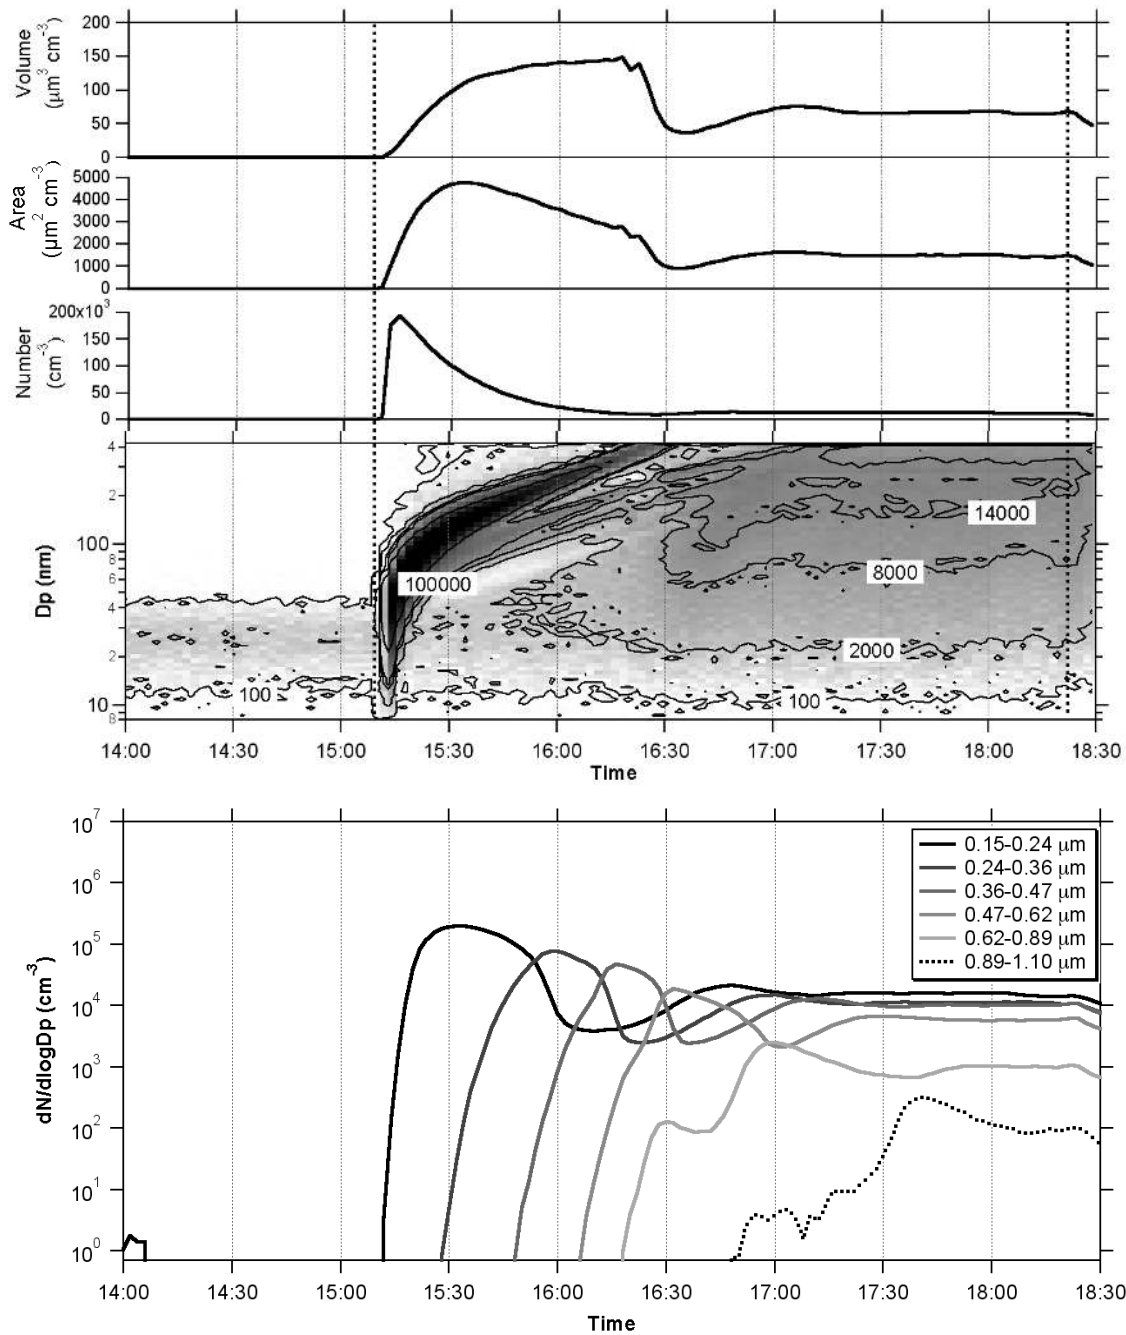 Volume
(μm³ cm⁻³)
200
150
100
50
0
Area
(μm² cm⁻³)
5000
4000
3000
2000
1000
0
Number
(cm⁻³)
200x10³
150
100
50
0
Dp (nm)
4
2
100
8
6
4
2
10
8
100000
14000
8000
2000
100
100
14:00 14:30 15:00 15:30 16:00 16:30 17:00 17:30 18:00 18:30
Time
dN/dlogDp (cm⁻³)
10⁷
10⁶
10⁵
10⁴
10³
10²
10¹
10⁰
0.15-0.24 μm
0.24-0.36 μm
0.36-0.47 μm
0.47-0.62 μm
0.62-0.89 μm
0.89-1.10 μm
14:00 14:30 15:00 15:30 16:00 16:30 17:00 17:30 18:00 18:30
Time